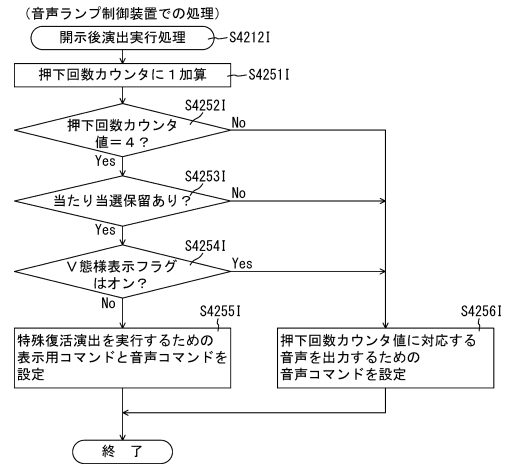 （音声ランプ制御装置での処理）
開示後演出実行処理
S4212I
押下回数カウンタに１加算
S4251I
S4252I
押下回数カウンタ
値＝４？
No
Yes
S4253I
当たり当選保留あり？
No
Yes
S4254I
Ｖ態様表示フラグ
はオン？
Yes
No
S4255I
特殊復活演出を実行するための
表示用コマンドと音声コマンドを
設定
S4256I
押下回数カウンタ値に対応する
音声を出力するための
音声コマンドを設定
終　了